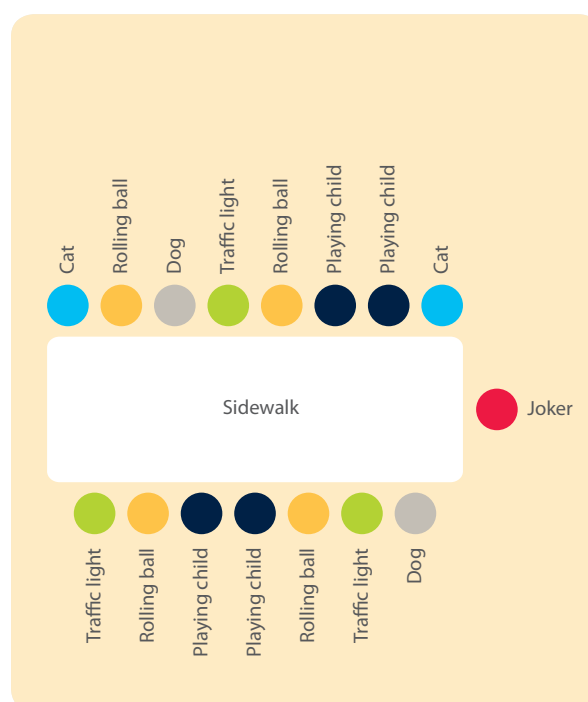 Cat
Rolling ball
Dog
Traffic light
Rolling ball
Playing child
Playing child
Cat
Sidewalk
Joker
Traffic light
Rolling ball
Playing child
Playing child
Rolling ball
Traffic light
Dog